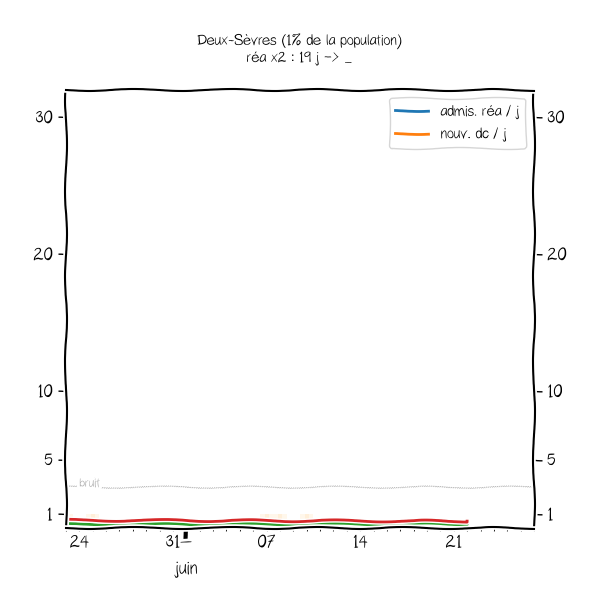 Deux-Sèvres (1% de la population)
réa x2 : 19 j -> _
admis. réa / j
nouv. dc / j
30 30
20 20
10 10
5 5
bruit
1 1
24 31 07 14 21
juin